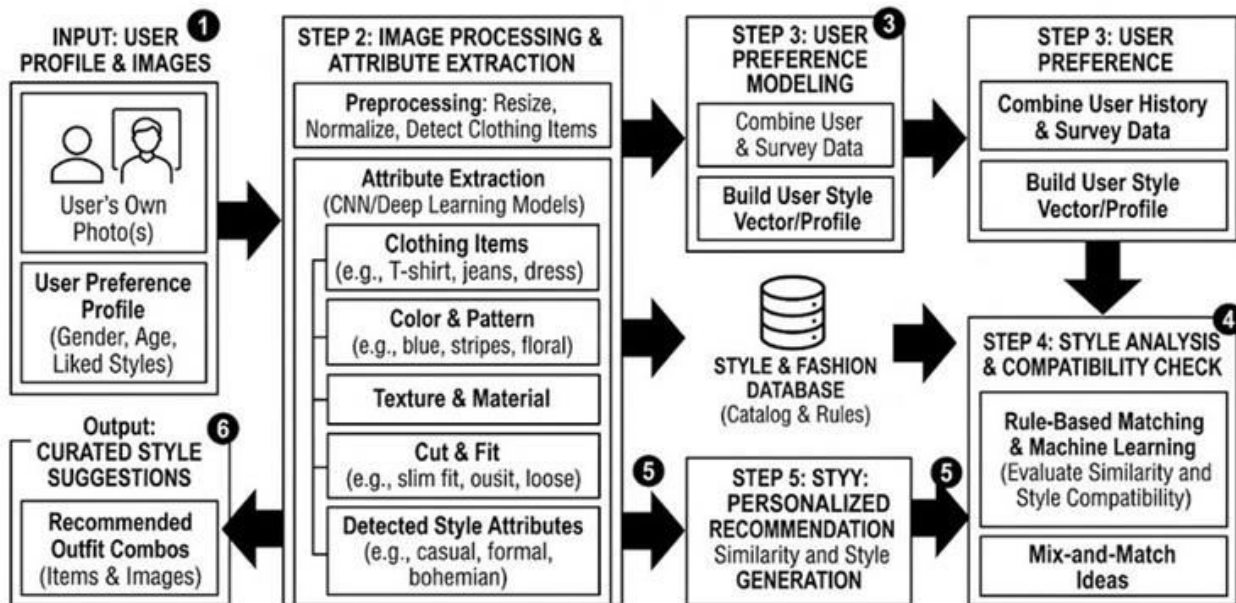 INPUT: USER
PROFILE & IMAGES
1
User's Own
Photo(s)
User Preference
Profile
(Gender, Age,
Liked Styles)
STEP 2: IMAGE PROCESSING &
ATTRIBUTE EXTRACTION
Preprocessing: Resize,
Normalize, Detect Clothing Items
Attribute Extraction
(CNN/Deep Learning Models)
Clothing Items
(e.g., T-shirt, jeans, dress)
Color & Pattern
(e.g., blue, stripes, floral)
Texture & Material
Cut & Fit
(e.g., slim fit, ousit, loose)
Detected Style Attributes
(e.g., casual, formal,
bohemian)
STEP 3: USER
PREFERENCE
MODELING
3
Combine User
& Survey Data
Build User Style
Vector/Profile
STEP 3: USER
PREFERENCE
Combine User History
& Survey Data
Build User Style
Vector/Profile
STYLE & FASHION
DATABASE
(Catalog & Rules)
4
STEP 4: STYLE ANALYSIS
& COMPATIBILITY CHECK
Rule-Based Matching
& Machine Learning
(Evaluate Similarity and
Style Compatibility)
Mix-and-Match
Ideas
5
STEP 5: STYY:
PERSONALIZED
RECOMMENDATION
Similarity and Style
GENERATION
5
Output:
CURATED STYLE
SUGGESTIONS
6
Recommended
Outfit Combos
(Items & Images)